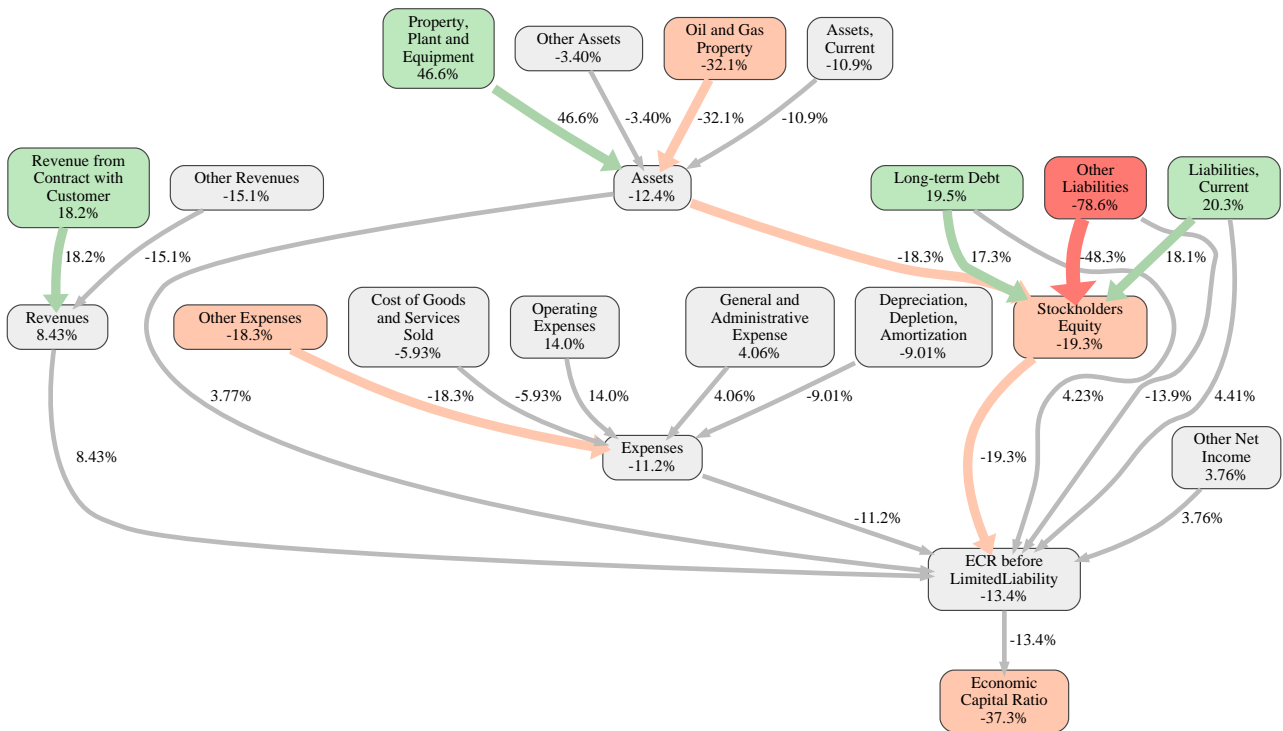 Property,
Plant and
Equipment
46.6%
Other Assets
-3.40%
Oil and Gas
Property
-32.1%
Assets,
Current
-10.9%
46.6%
-3.40%
-32.1%
-10.9%
Revenue from
Contract with
Customer
18.2%
Other Revenues
-15.1%
Assets
-12.4%
Long-term Debt
19.5%
Other
Liabilities
-78.6%
Liabilities,
Current
20.3%
18.2%
-15.1%
-18.3%
17.3%
-48.3%
18.1%
Revenues
8.43%
Other Expenses
-18.3%
Cost of Goods
and Services
Sold
-5.93%
Operating
Expenses
14.0%
General and
Administrative
Expense
4.06%
Depreciation,
Depletion,
Amortization
-9.01%
Stockholders
Equity
-19.3%
3.77%
-18.3%
-5.93%
14.0%
4.06%
-9.01%
4.23%
-13.9%
4.41%
8.43%
Expenses
-11.2%
-19.3%
Other Net
Income
3.76%
-11.2%
3.76%
ECR before
LimitedLiability
-13.4%
-13.4%
Economic
Capital Ratio
-37.3%